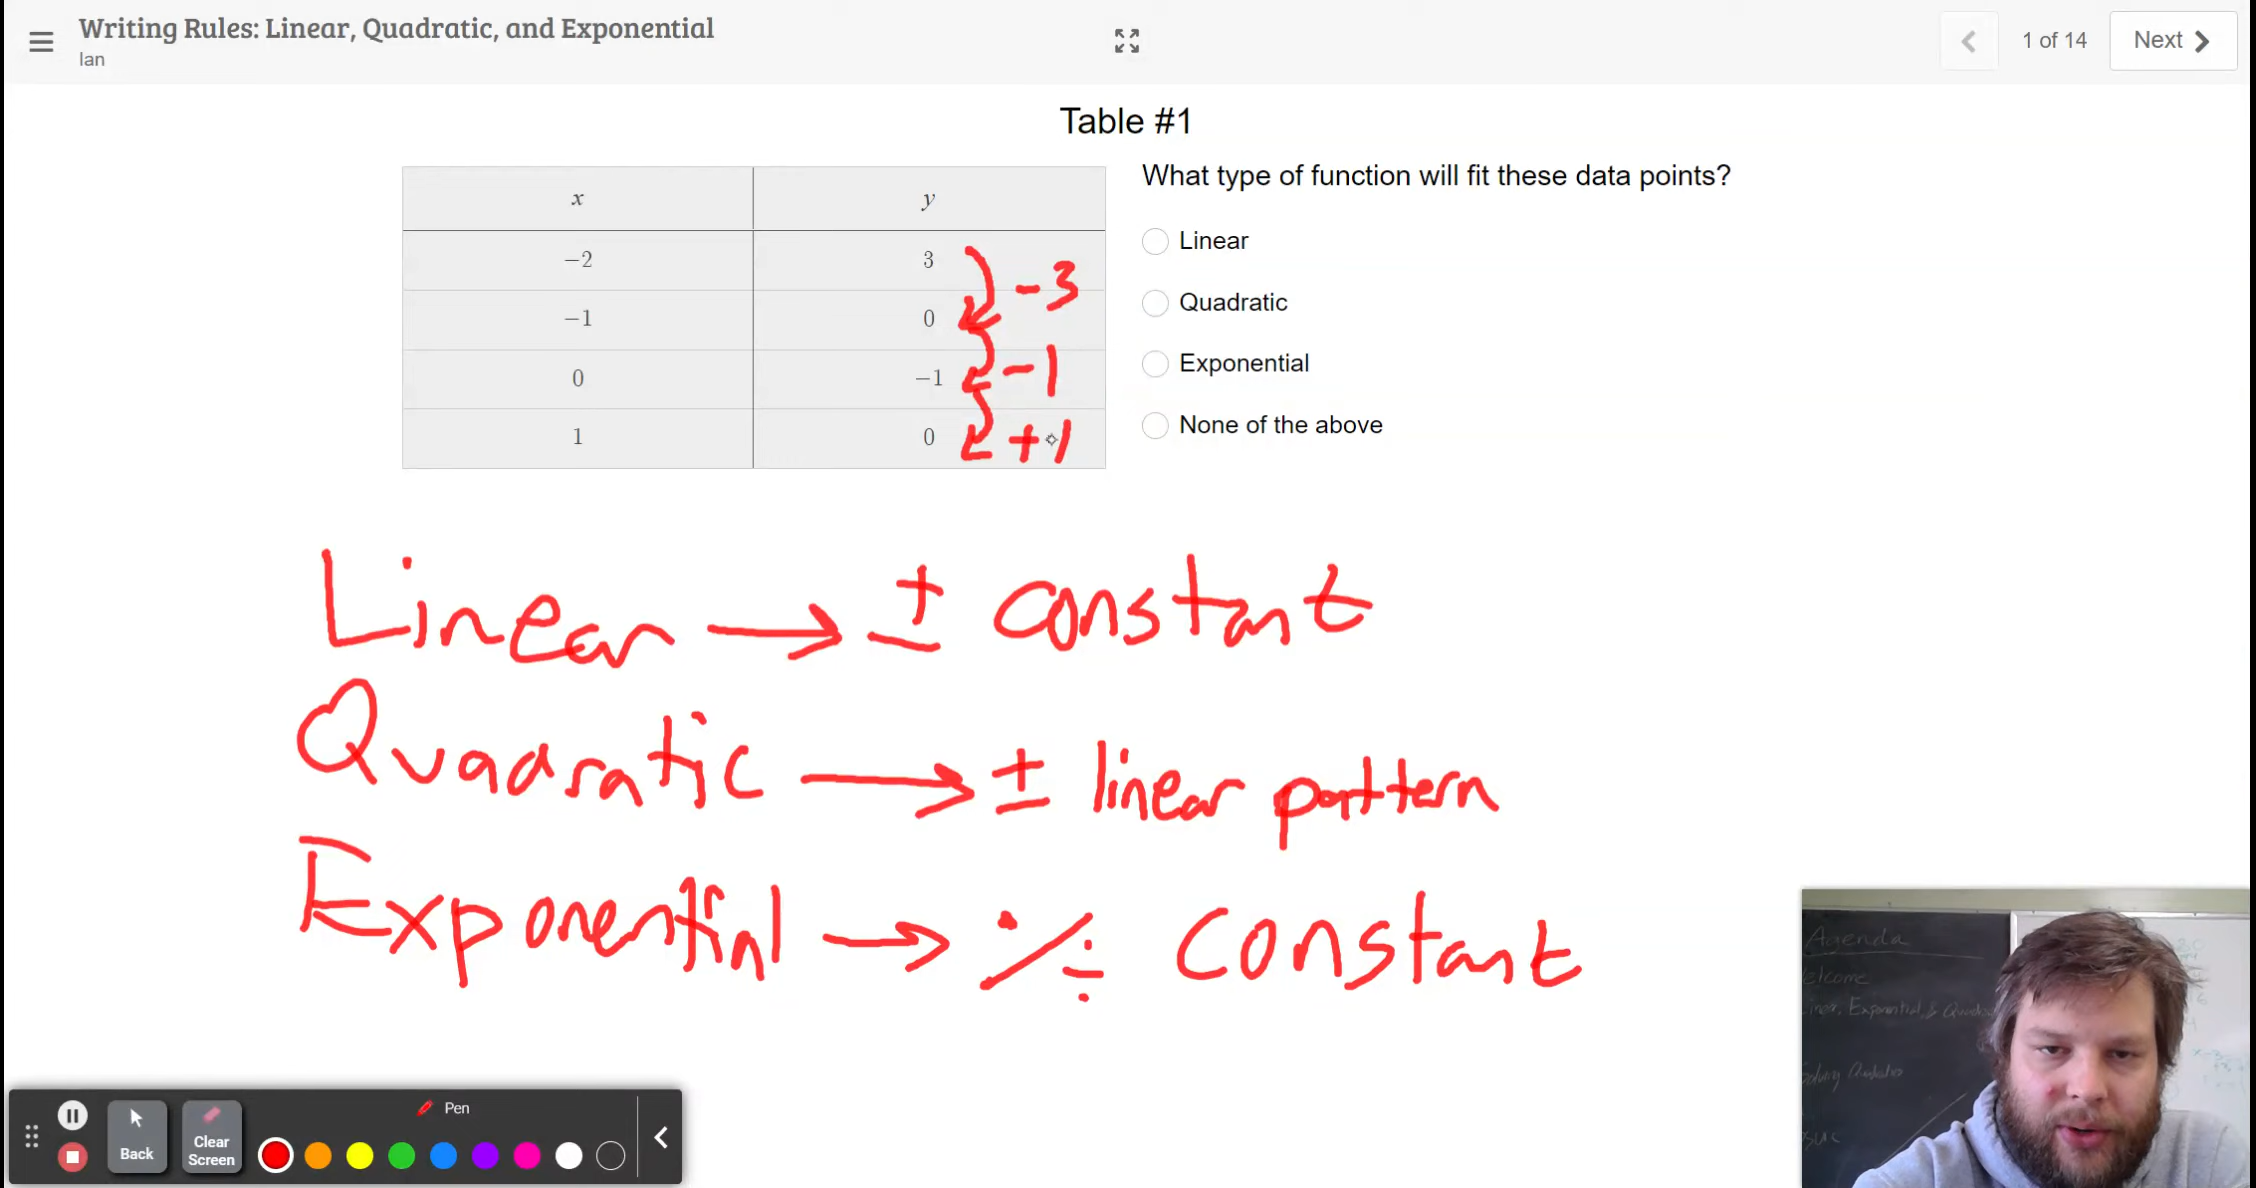 Writing Rules: Linear, Quadratic, and Exponential
Ian
1 of 14
Next
Table #1
x y
−2 3
−1 0
0 −1
1 0
-3
-1
+1
What type of function will fit these data points?
Linear
Quadratic
Exponential
None of the above
Linear → ± constant
Quadratic → ± linear pattern
Exponential → •/÷ constant
Agenda
Pen
Back
Clear
Screen